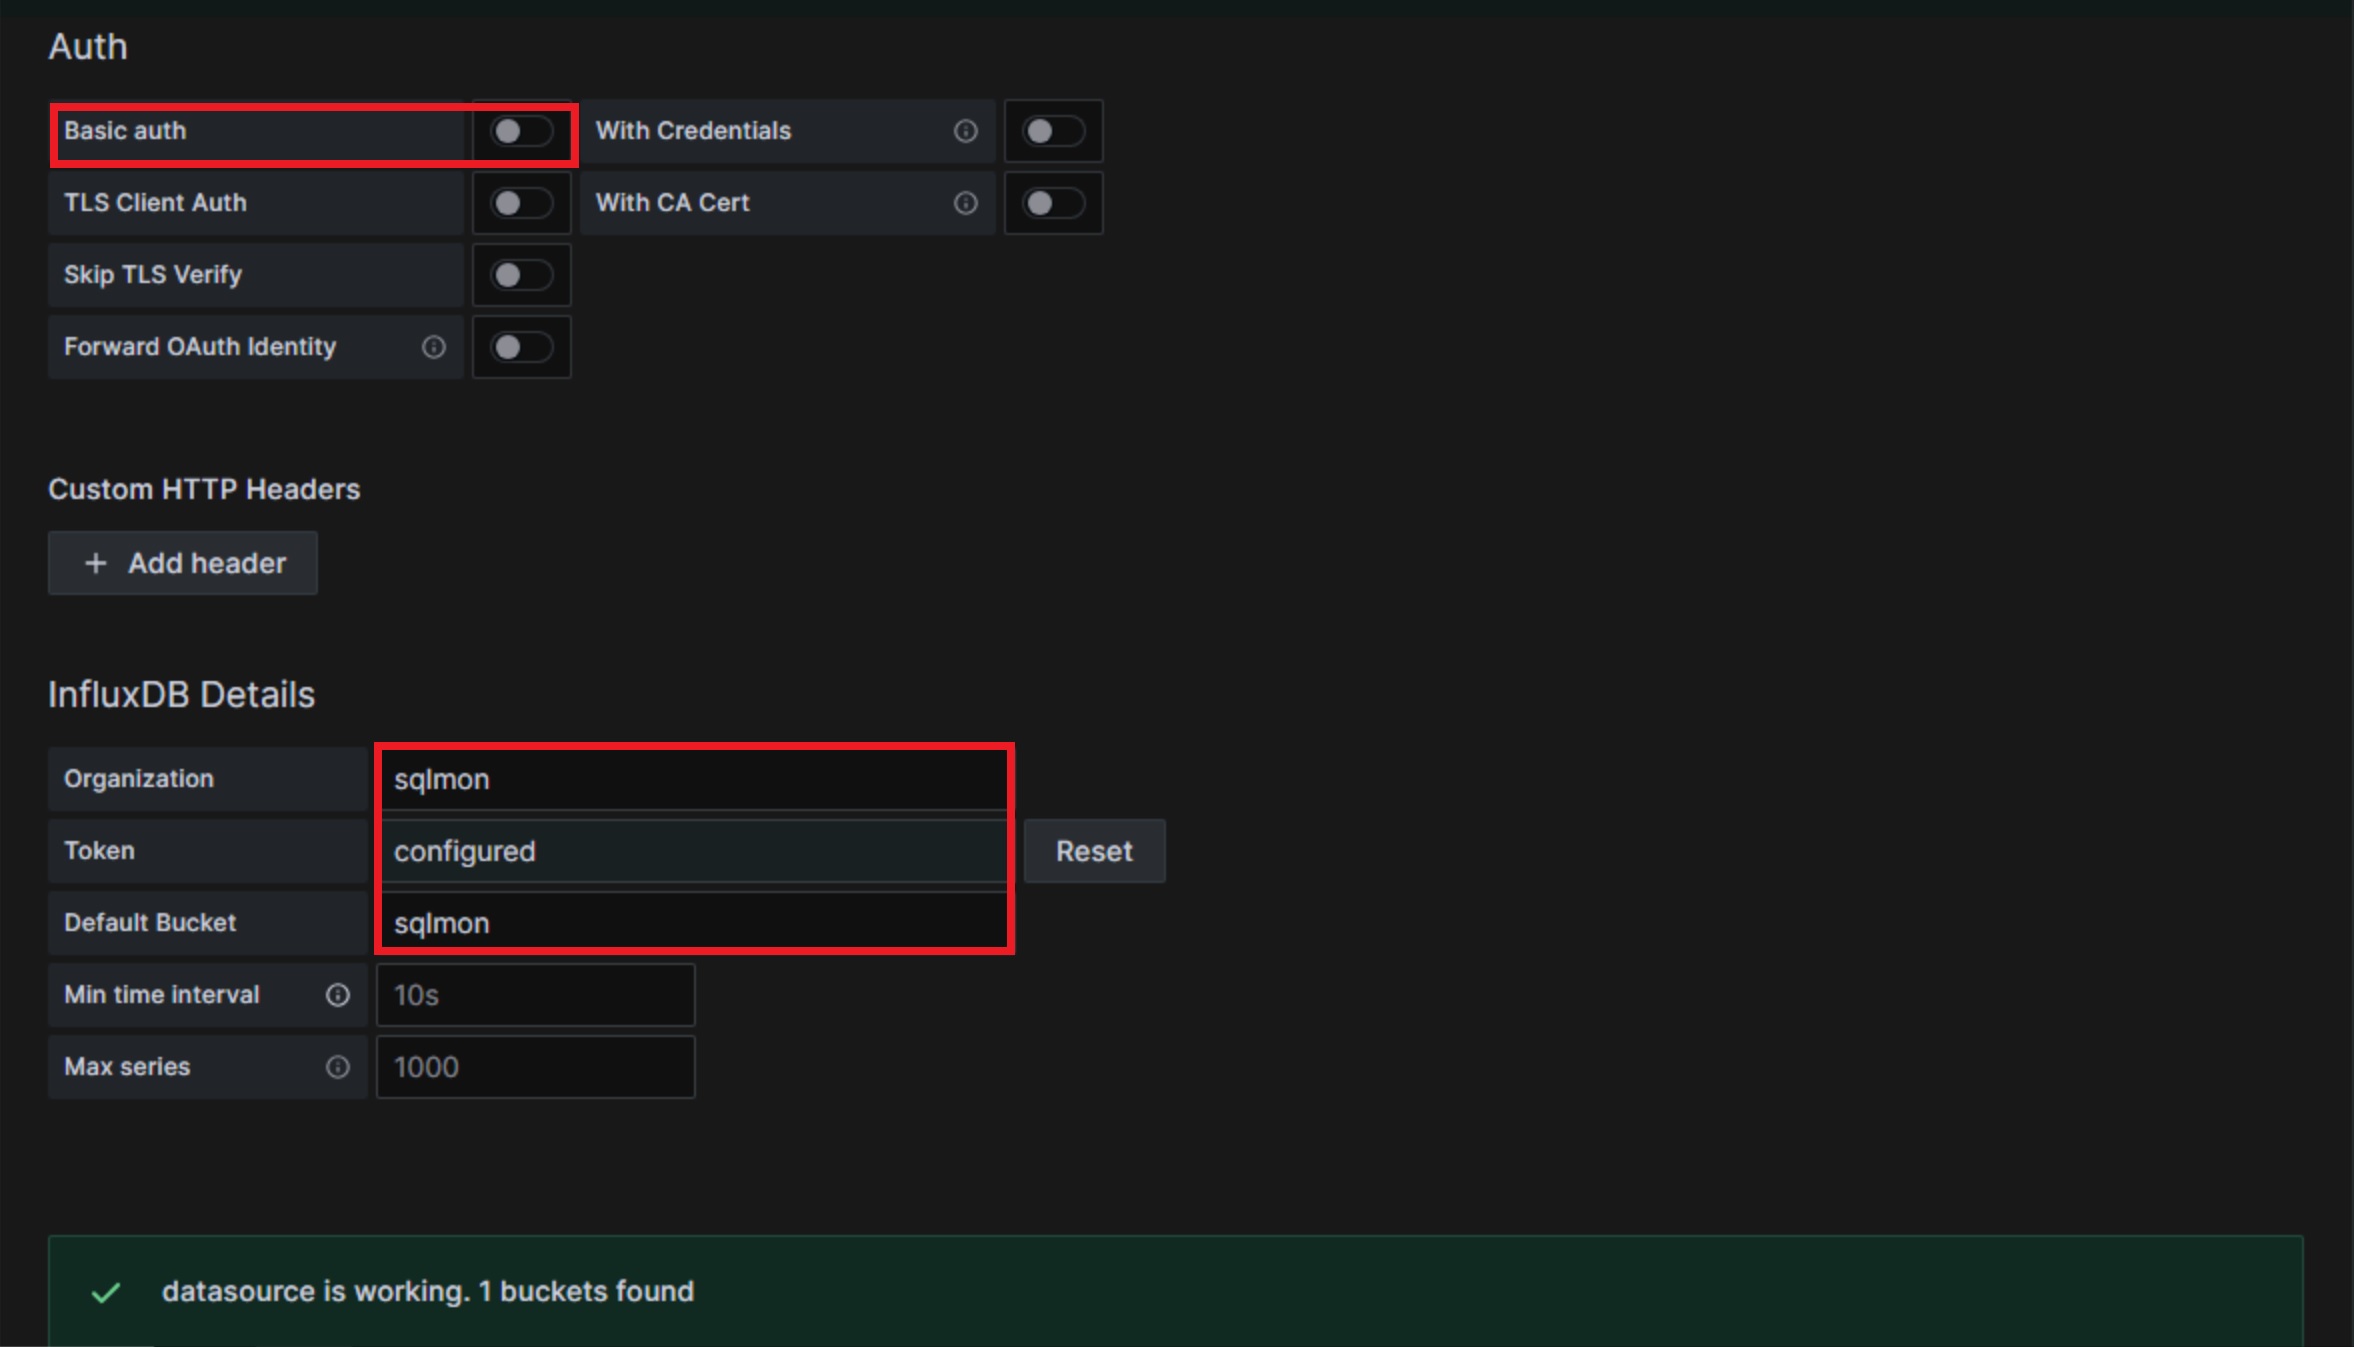 Auth
Basic auth
With Credentials
TLS Client Auth
With CA Cert
Skip TLS Verify
Forward OAuth Identity
Custom HTTP Headers
+ Add header
InfluxDB Details
Organization sqlmon
Token configured Reset
Default Bucket sqlmon
Min time interval 10s
Max series 1000
datasource is working. 1 buckets found